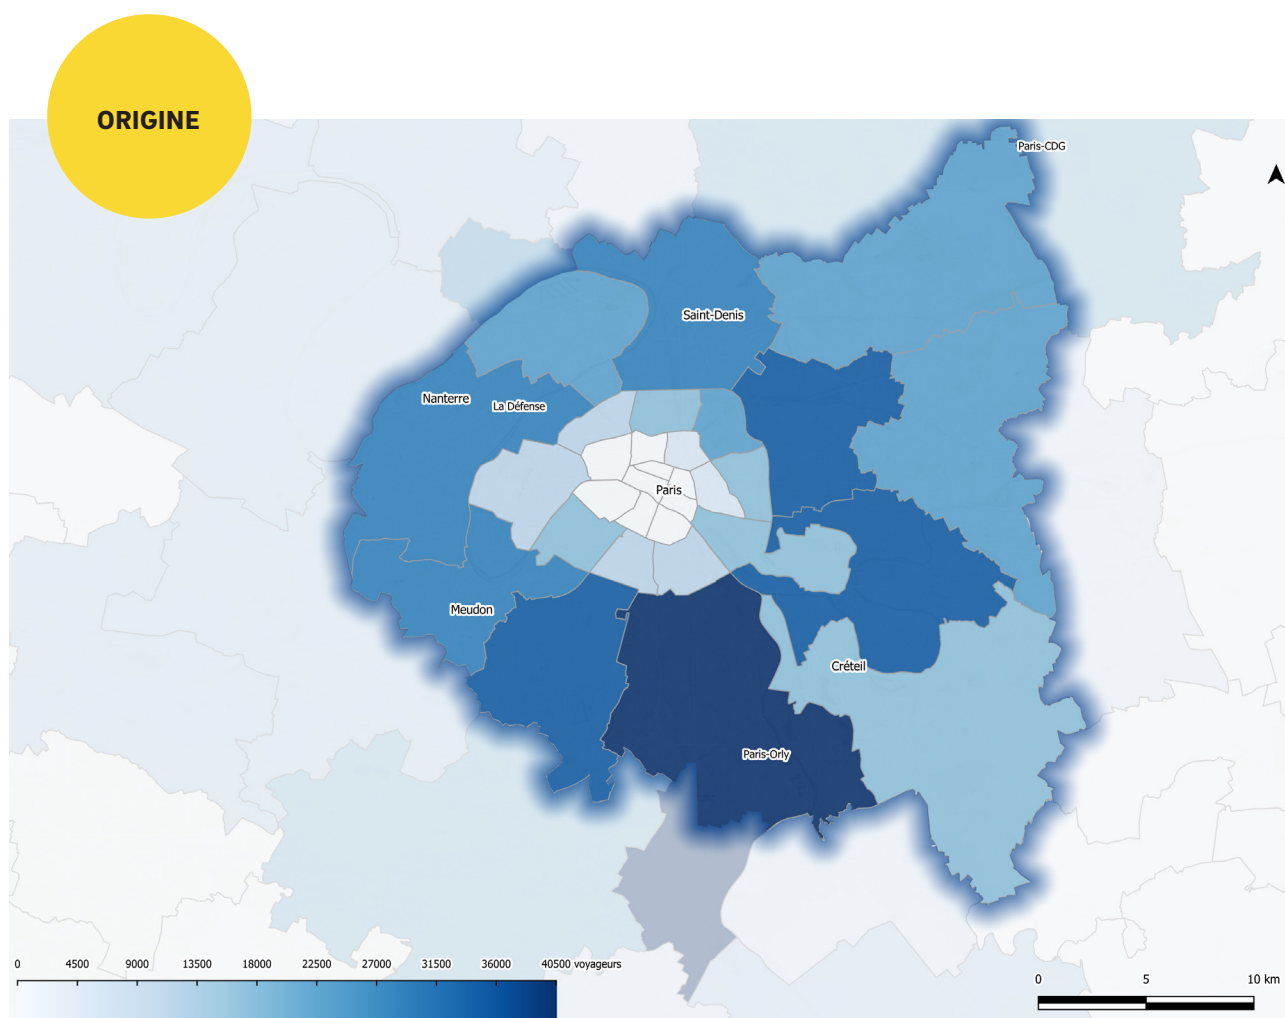 ORIGINE
Paris-CDG
Saint-Denis
Nanterre
La Défense
Paris
Meudon
Créteil
Paris-Orly
0 4500 9000 13500 18000 22500 27000 31500 36000 40500 voyageurs
0 5 10 km